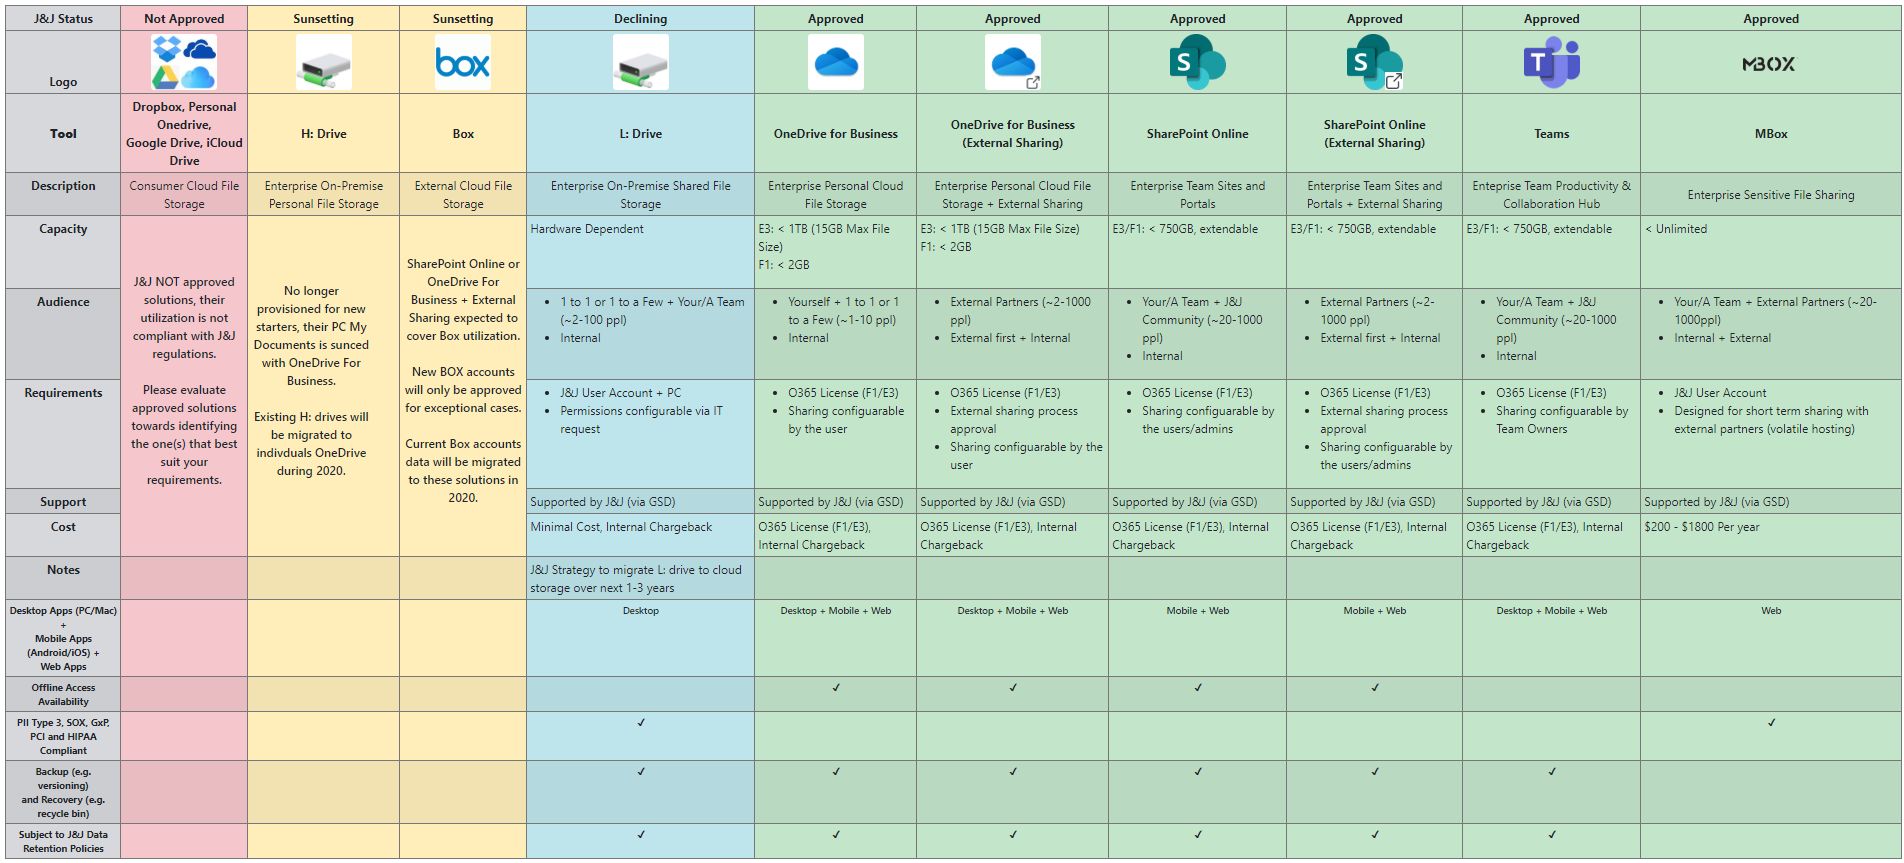 J&J Status
Not Approved
Sunsetting
Sunsetting
Declining
Approved
Approved
Approved
Approved
Approved
Approved
Logo
box
S
S
T
MBOX
Tool
Dropbox, Personal
Onedrive,
Google Drive, iCloud
Drive
H: Drive
Box
L: Drive
OneDrive for Business
OneDrive for Business
(External Sharing)
SharePoint Online
SharePoint Online
(External Sharing)
Teams
MBox
Description
Consumer Cloud File
Storage
Enterprise On-Premise
Personal File Storage
External Cloud File
Storage
Enterprise On-Premise Shared File
Storage
Enterprise Personal Cloud
File Storage
Enterprise Personal Cloud File
Storage + External Sharing
Enterprise Team Sites and
Portals
Enterprise Team Sites and
Portals + External Sharing
Enteprise Team Productivity &
Collaboration Hub
Enterprise Sensitive File Sharing
Capacity
J&J NOT approved
solutions, their
utilization is not
compliant with J&J
regulations.
Please evaluate
approved solutions
towards identifying
the one(s) that best
suit your
requirements.
No longer
provisioned for new
starters, their PC My
Documents is sunced
with OneDrive For
Business.
Existing H: drives will
be migrated to
indivduals OneDrive
during 2020.
SharePoint Online or
OneDrive For
Business + External
Sharing expected to
cover Box utilization.
New BOX accounts
will only be approved
for exceptional cases.
Current Box accounts
data will be migrated
to these solutions in
2020.
Hardware Dependent
E3: < 1TB (15GB Max File
Size)
F1: < 2GB
E3: < 1TB (15GB Max File Size)
F1: < 2GB
E3/F1: < 750GB, extendable
E3/F1: < 750GB, extendable
E3/F1: < 750GB, extendable
< Unlimited
Audience
• 1 to 1 or 1 to a Few + Your/A Team
(~2-100 ppl)
• Internal
• Yourself + 1 to 1 or 1
to a Few (~1-10 ppl)
• Internal
• External Partners (~2-1000
ppl)
• External first + Internal
• Your/A Team + J&J
Community (~20-1000
ppl)
• Internal
• External Partners (~2-
1000 ppl)
• External first + Internal
• Your/A Team + J&J
Community (~20-1000
ppl)
• Internal
• Your/A Team + External Partners (~20-
1000ppl)
• Internal + External
Requirements
• J&J User Account + PC
• Permissions configurable via IT
request
• O365 License (F1/E3)
• Sharing configuarable
by the user
• O365 License (F1/E3)
• External sharing process
approval
• Sharing configuarable by the
user
• O365 License (F1/E3)
• Sharing configuarable by
the users/admins
• O365 License (F1/E3)
• External sharing process
approval
• Sharing configuarable by
the users/admins
• O365 License (F1/E3)
• Sharing configuarable by
Team Owners
• J&J User Account
• Designed for short term sharing with
external partners (volatile hosting)
Support
Supported by J&J (via GSD)
Supported by J&J (via GSD)
Supported by J&J (via GSD)
Supported by J&J (via GSD)
Supported by J&J (via GSD)
Supported by J&J (via GSD)
Supported by J&J (via GSD)
Cost
Minimal Cost, Internal Chargeback
O365 License (F1/E3),
Internal Chargeback
O365 License (F1/E3), Internal
Chargeback
O365 License (F1/E3), Internal
Chargeback
O365 License (F1/E3), Internal
Chargeback
O365 License (F1/E3), Internal
Chargeback
$200 - $1800 Per year
Notes
J&J Strategy to migrate L: drive to cloud
storage over next 1-3 years
Desktop Apps (PC/Mac)
+
Mobile Apps
(Android/iOS) +
Web Apps
Desktop
Desktop + Mobile + Web
Desktop + Mobile + Web
Mobile + Web
Mobile + Web
Desktop + Mobile + Web
Web
Offline Access
Availability
✓
✓
✓
✓
PII Type 3, SOX, GxP,
PCI and HIPAA
Compliant
✓
✓
Backup (e.g.
versioning)
and Recovery (e.g.
recycle bin)
✓
✓
✓
✓
✓
✓
Subject to J&J Data
Retention Policies
✓
✓
✓
✓
✓
✓